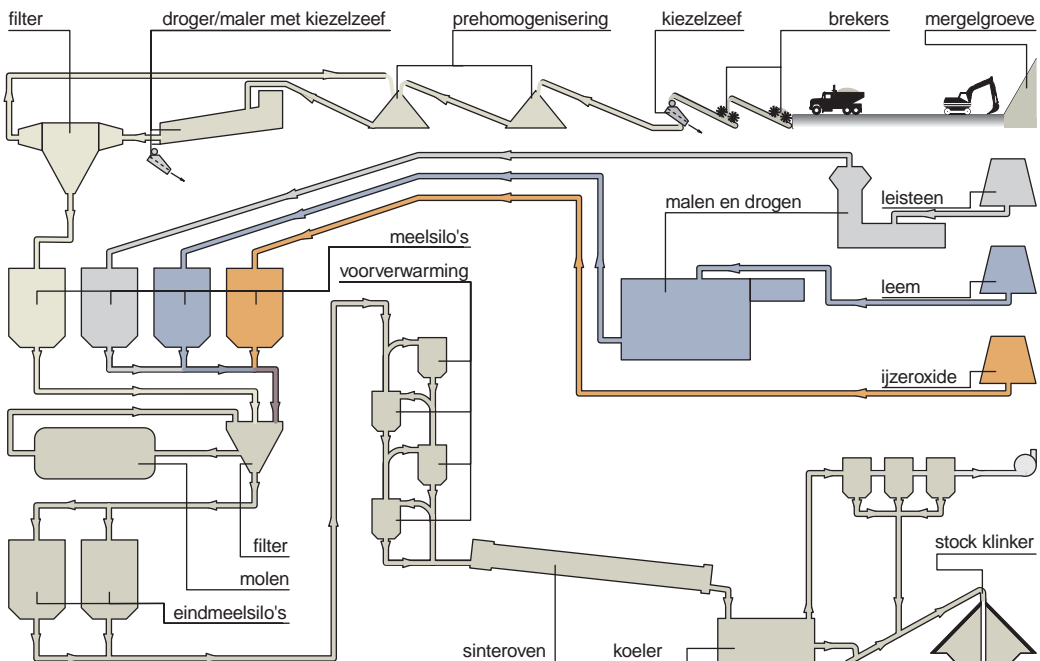 filter
droger/maler met kiezelzeef
prehomogenisering
kiezelzeef
brekers
mergelgroeve
malen en drogen
leisteen
meelsilo's
voorverwarming
leem
ijzeroxide
filter
molen
eindmeelsilo's
stock klinker
sinteroven
koeler